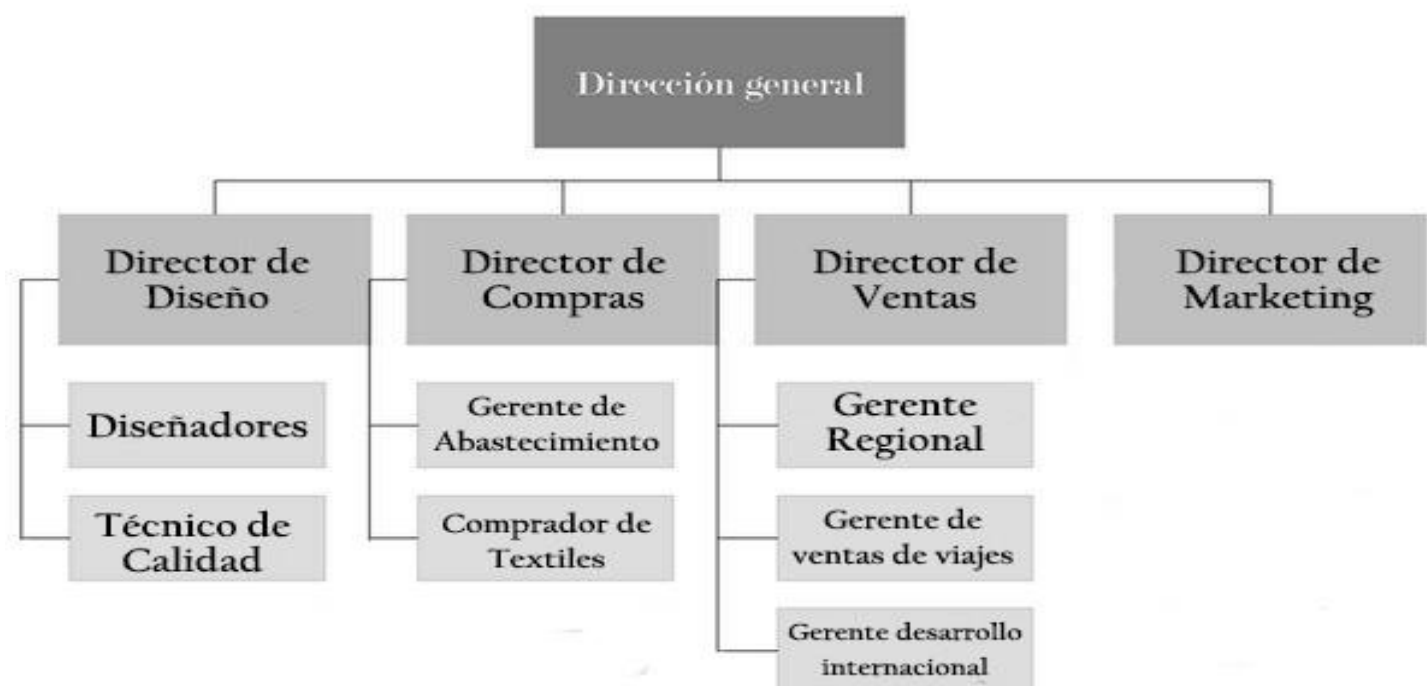 Dirección general
Director de
Diseño
Director de
Compras
Director de
Ventas
Director de
Marketing
Diseñadores
Técnico de
Calidad
Gerente de
Abastecimiento
Comprador de
Textiles
Gerente
Regional
Gerente de
ventas de viajes
Gerente desarrollo
internacional